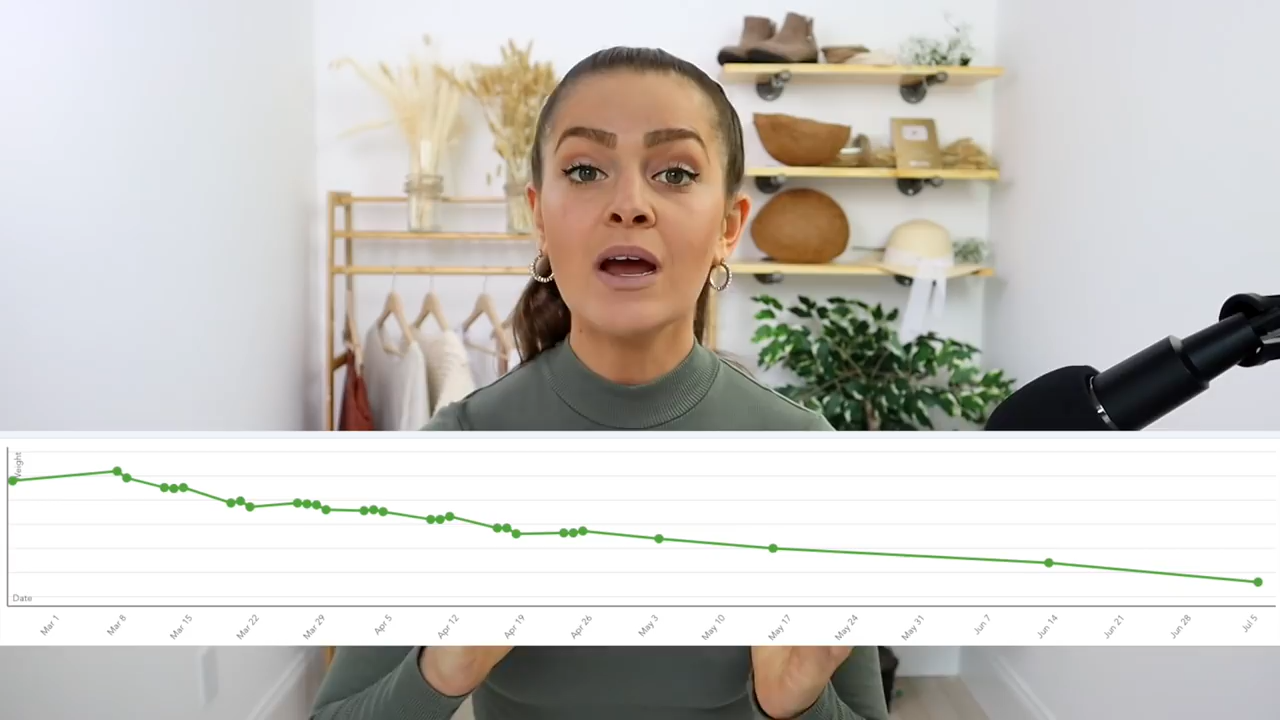 Weight
Date
Mar 1
Mar 8
Mar 15
Mar 22
Mar 29
Apr 5
Apr 12
Apr 19
Apr 26
May 3
May 10
May 17
May 24
May 31
Jun 7
Jun 14
Jun 21
Jun 28
Jul 5